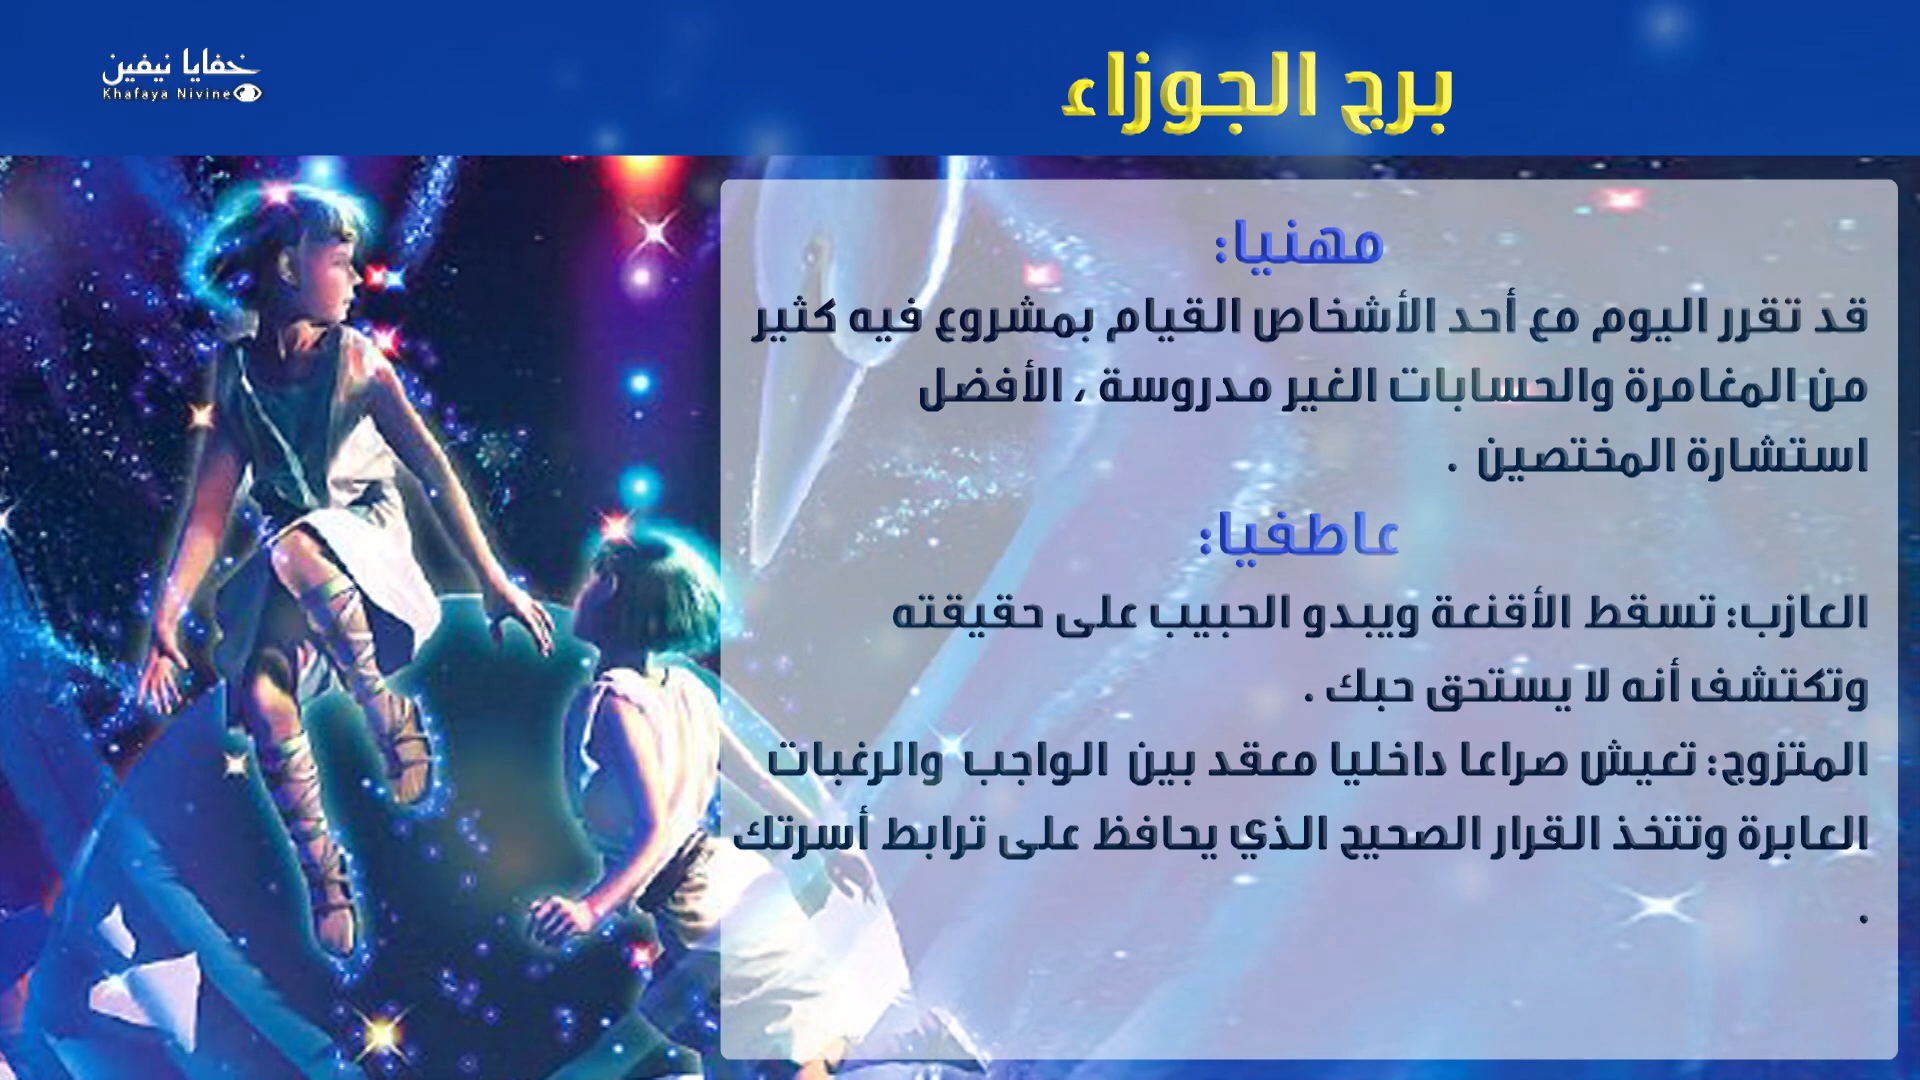 خفايا نيفين
Khafaya Nivine
برج الجوزاء
مهنيا:
قد تقرر اليوم مع أحد الأشخاص القيام بمشروع فيه كثير
من المغامرة والحسابات الغير مدروسة ، الأفضل
استشارة المختصين .
عاطفيا:
العازب: تسقط الأقنعة ويبدو الحبيب على حقيقته
وتكتشف أنه لا يستحق حبك .
المتزوج: تعيش صراعا داخليا معقد بين الواجب والرغبات
العابرة وتتخذ القرار الصحيح الذي يحافظ على ترابط أسرتك
.